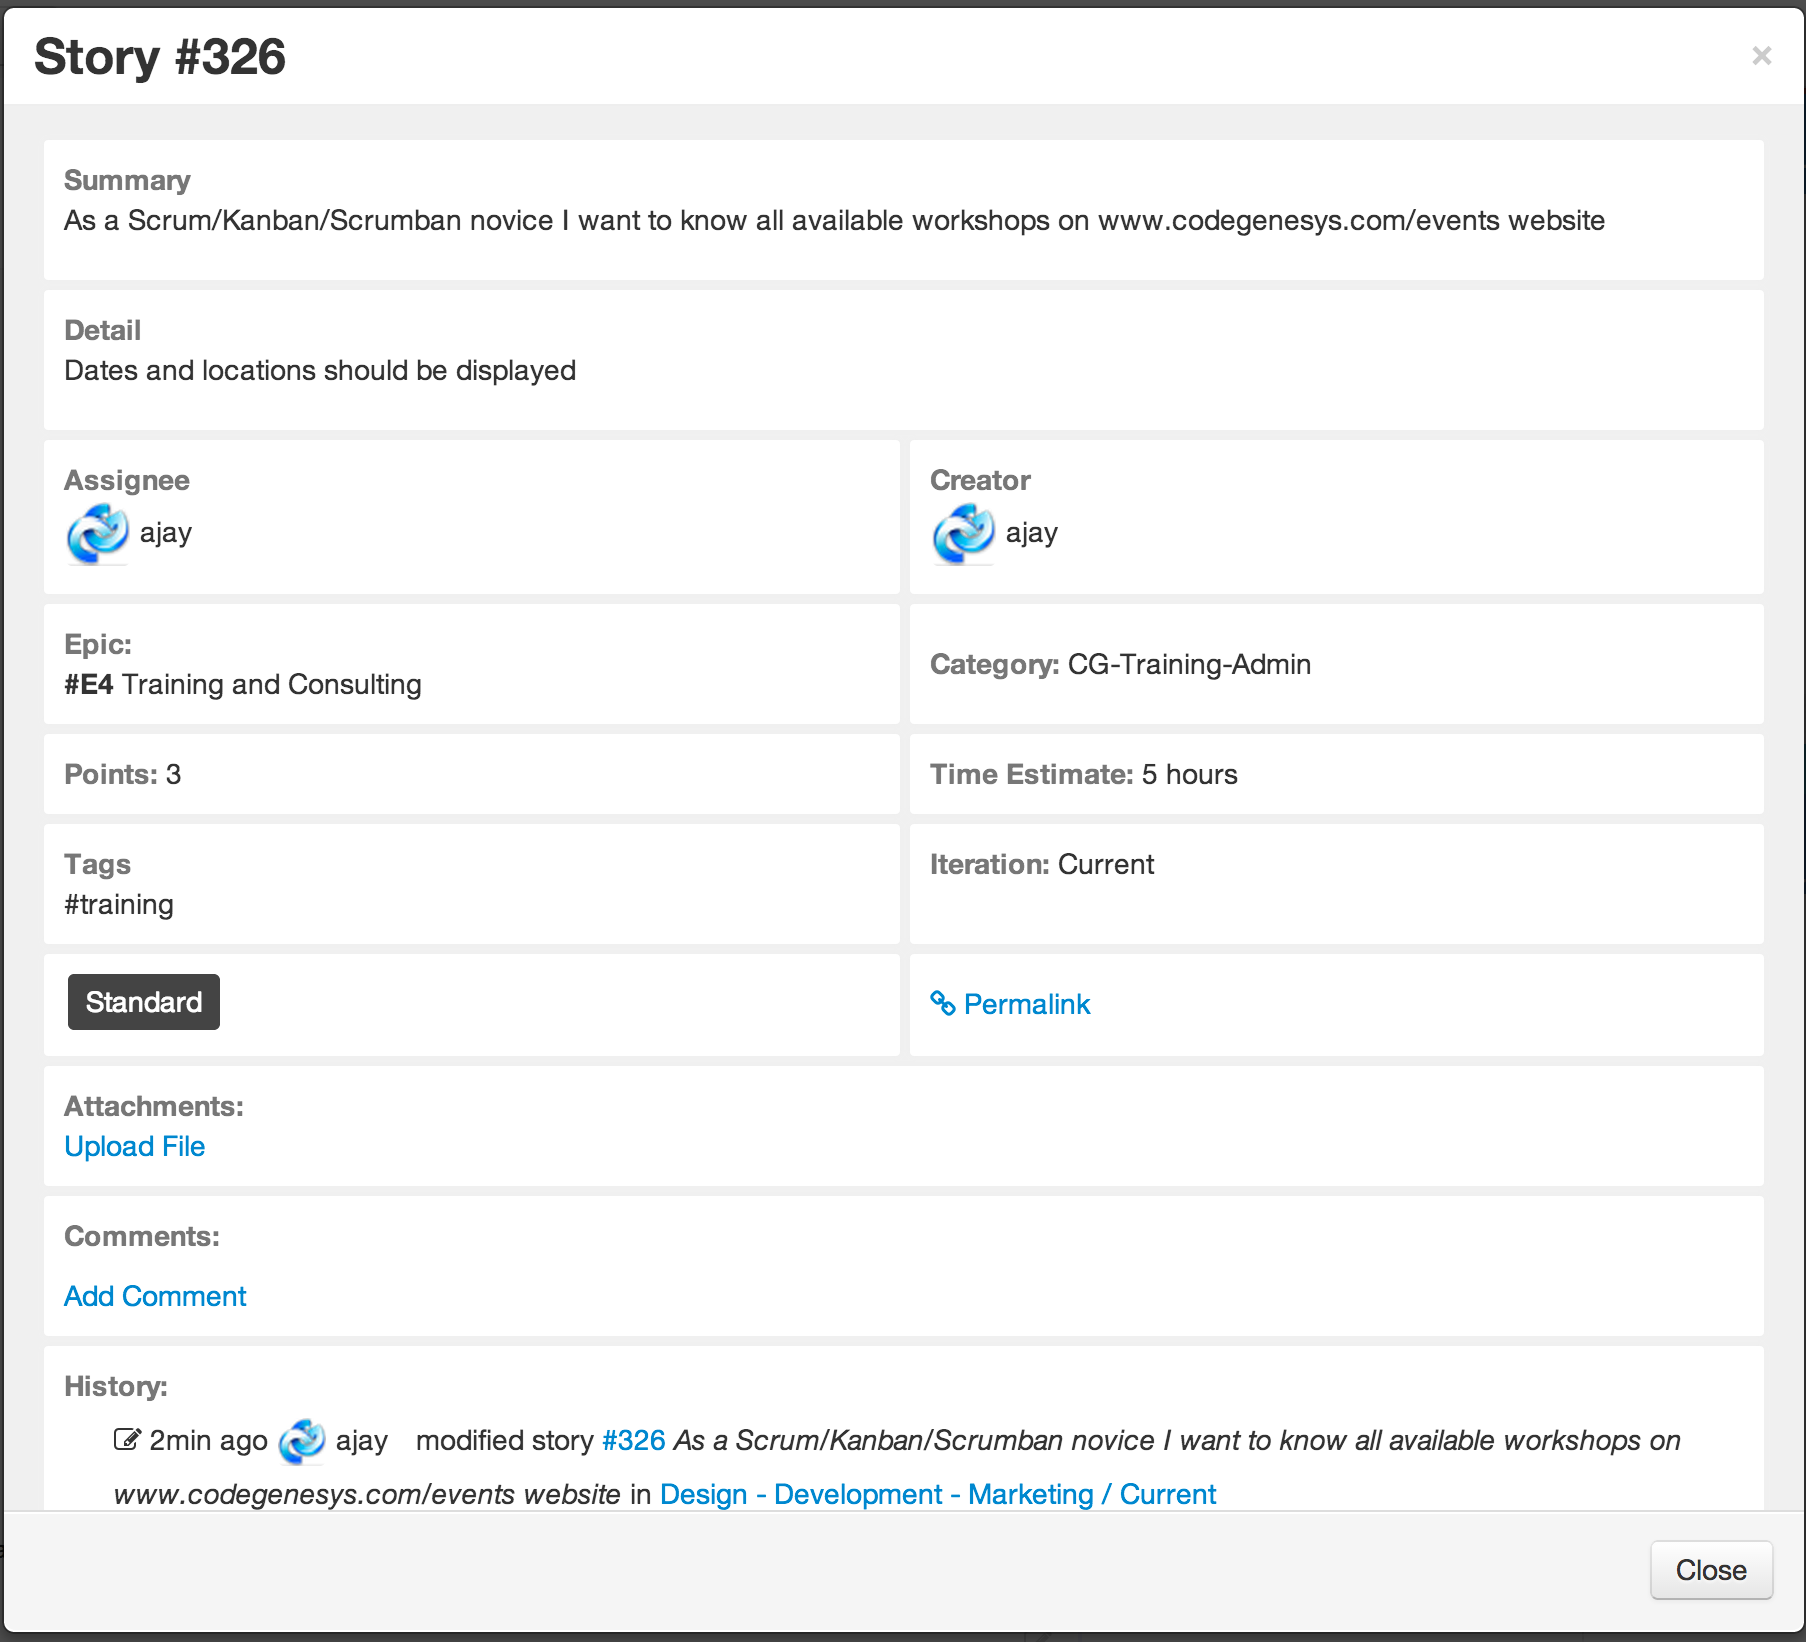 Story #326
×
Summary
As a Scrum/Kanban/Scrumban novice I want to know all available workshops on www.codegenesys.com/events website
Detail
Dates and locations should be displayed
Assignee
ajay
Creator
ajay
Epic:
#E4 Training and Consulting
Category: CG-Training-Admin
Points: 3
Time Estimate: 5 hours
Tags
#training
Iteration: Current
Standard
Permalink
Attachments:
Upload File
Comments:
Add Comment
History:
2min ago ajay modified story #326 As a Scrum/Kanban/Scrumban novice I want to know all available workshops on
www.codegenesys.com/events website in Design - Development - Marketing / Current
Close